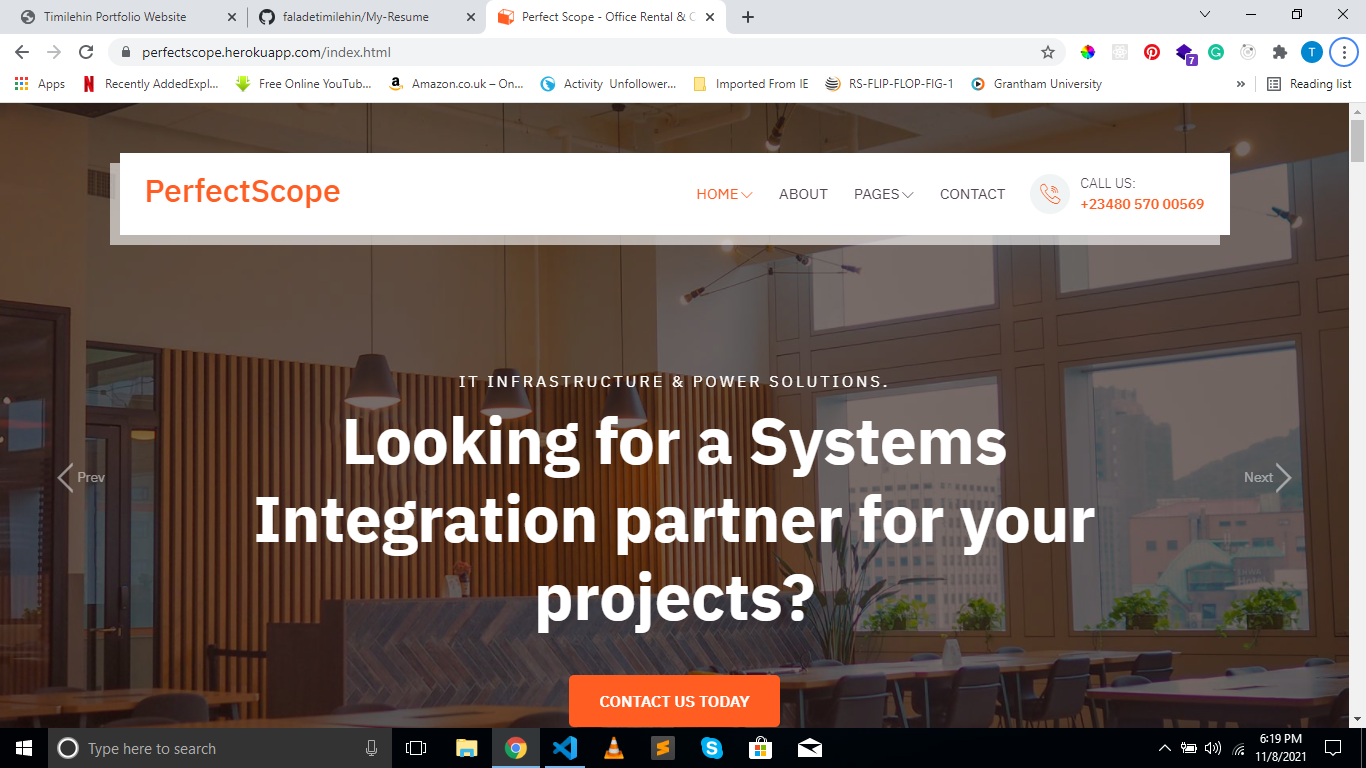 Timilehin Portfolio Website
faladetimilehin/My-Resume
Perfect Scope - Office Rental & C
perfectscope.herokuapp.com/index.html
7
T
Apps
Recently AddedExpl...
Free Online YouTub...
a
Amazon.co.uk – On...
Activity Unfollower...
Imported From IE
RS-FLIP-FLOP-FIG-1
Grantham University
»
Reading list
PerfectScope
HOME
ABOUT
PAGES
CONTACT
CALL US:
+23480 570 00569
IT INFRASTRUCTURE & POWER SOLUTIONS.
Looking for a Systems
Integration partner for your
projects?
Prev
Next
CONTACT US TODAY
Type here to search
6:19 PM
11/8/2021